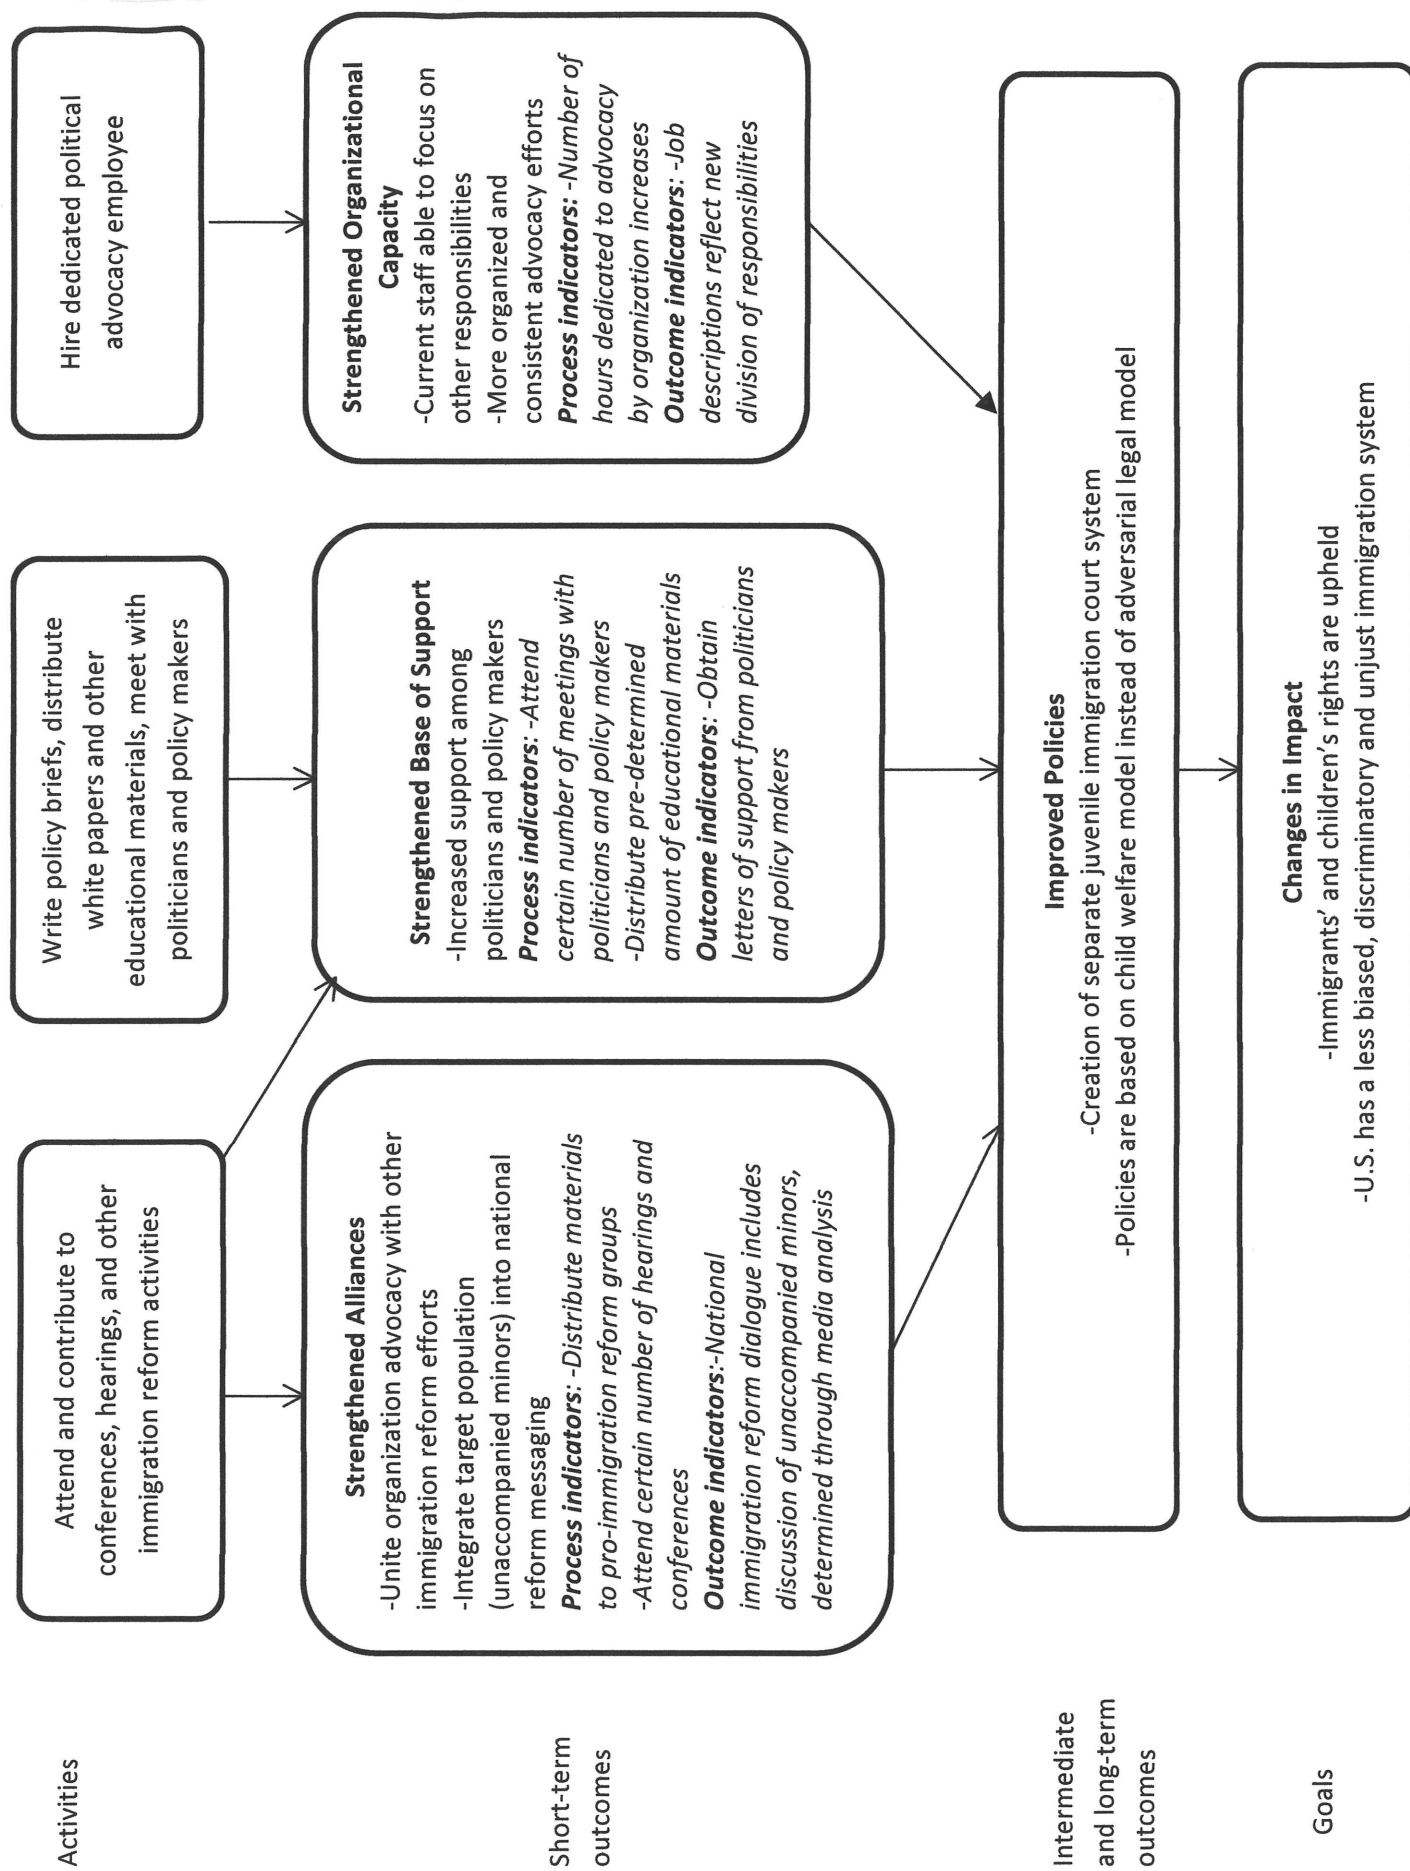 Activities
Attend and contribute to
conferences, hearings, and other
immigration reform activities
Write policy briefs, distribute
white papers and other
educational materials, meet with
politicians and policy makers
Hire dedicated political
advocacy employee
Short-term
outcomes
Strengthened Alliances
-Unite organization advocacy with other
immigration reform efforts
-Integrate target population
(unaccompanied minors) into national
reform messaging
Process indicators: -Distribute materials
to pro-immigration reform groups
-Attend certain number of hearings and
conferences
Outcome indicators:-National
immigration reform dialogue includes
discussion of unaccompanied minors,
determined through media analysis
Strengthened Base of Support
-Increased support among
politicians and policy makers
Process indicators: -Attend
certain number of meetings with
politicians and policy makers
-Distribute pre-determined
amount of educational materials
Outcome indicators: -Obtain
letters of support from politicians
and policy makers
Strengthened Organizational
Capacity
-Current staff able to focus on
other responsibilities
-More organized and
consistent advocacy efforts
Process indicators: -Number of
hours dedicated to advocacy
by organization increases
Outcome indicators: -Job
descriptions reflect new
division of responsibilities
Intermediate
and long-term
outcomes
Improved Policies
-Creation of separate juvenile immigration court system
-Policies are based on child welfare model instead of adversarial legal model
Goals
Changes in Impact
-Immigrants’ and children’s rights are upheld
-U.S. has a less biased, discriminatory and unjust immigration system